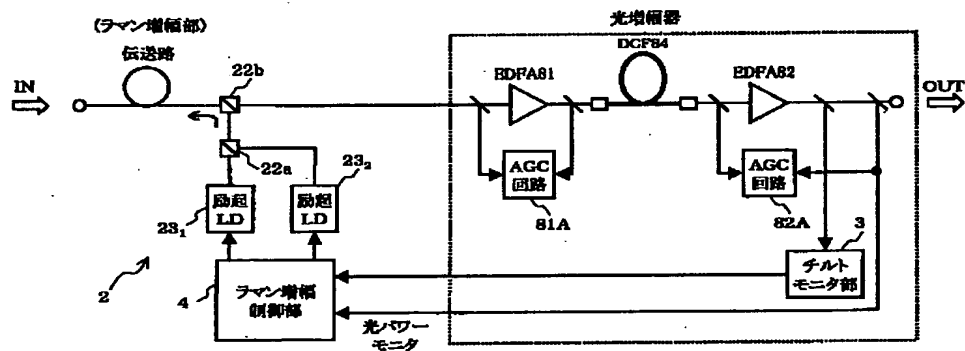 光増幅器
(ラマン増幅部)
伝送路
DCF84
IN
22b
EDFA81
EDFA82
OUT
22a
23₂
AGC
回路
AGC
回路
励起
LD
励起
LD
23₁
81A
82A
3
2
4
ラマン増幅
制御部
チルト
モニタ部
光パワー
モニタ